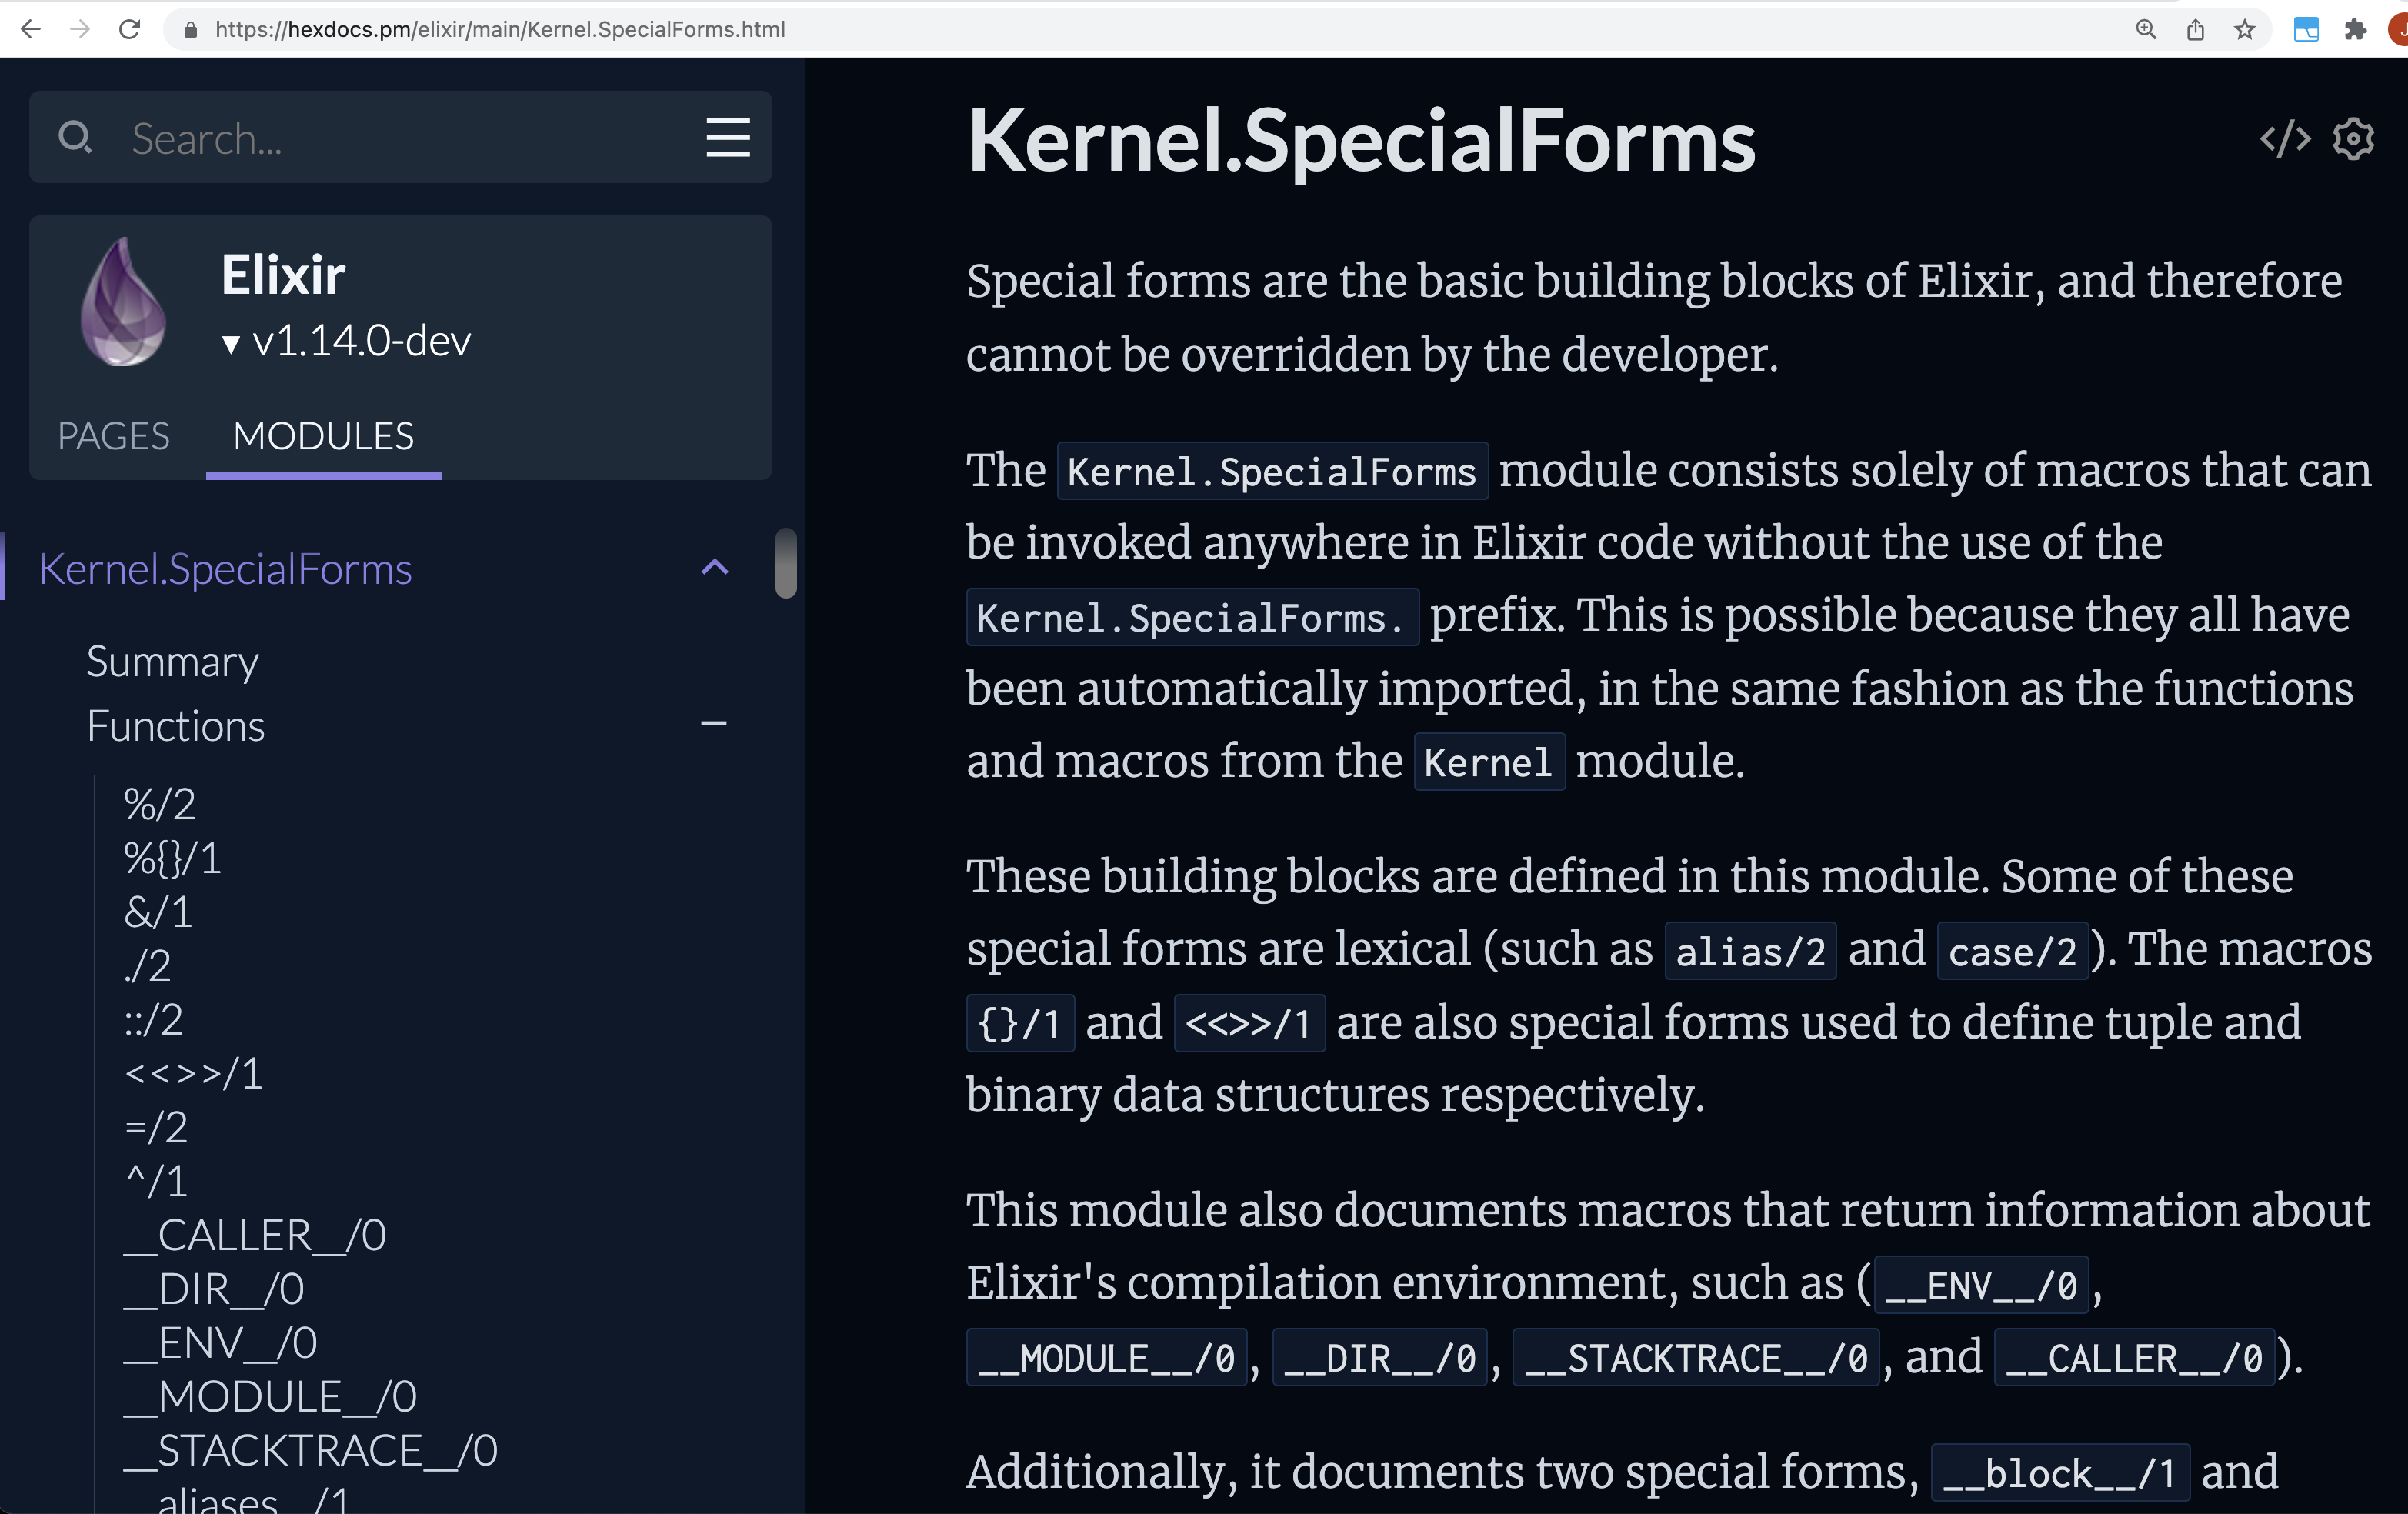 https://hexdocs.pm/elixir/main/Kernel.SpecialForms.html
J
Search...
Elixir
v1.14.0-dev
PAGES MODULES
Kernel.SpecialForms
Summary
Functions
%/2
%{}/1
&/1
./2
::/2
<<>>/1
=/2
^/1
__CALLER__/0
__DIR__/0
__ENV__/0
__MODULE__/0
__STACKTRACE__/0
__aliases__/1
Kernel.SpecialForms
</>
Special forms are the basic building blocks of Elixir, and therefore
cannot be overridden by the developer.
The Kernel.SpecialForms module consists solely of macros that can
be invoked anywhere in Elixir code without the use of the
Kernel.SpecialForms. prefix. This is possible because they all have
been automatically imported, in the same fashion as the functions
and macros from the Kernel module.
These building blocks are defined in this module. Some of these
special forms are lexical (such as alias/2 and case/2). The macros
{}/1 and <<>>/1 are also special forms used to define tuple and
binary data structures respectively.
This module also documents macros that return information about
Elixir's compilation environment, such as (__ENV__/0,
__MODULE__/0, __DIR__/0, __STACKTRACE__/0, and __CALLER__/0).
Additionally, it documents two special forms, __block__/1 and